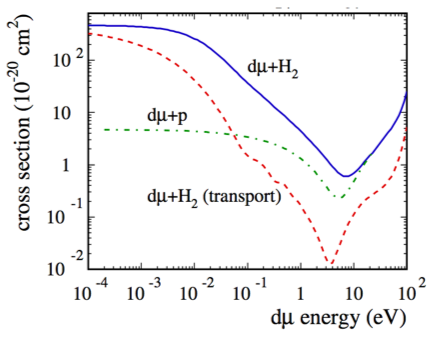 cross section (10⁻²⁰ cm²)
10²
10
1
10⁻¹
10⁻²
dμ+H₂
dμ+p
dμ+H₂ (transport)
10⁻⁴ 10⁻³ 10⁻² 10⁻¹ 1 10 10²
dμ energy (eV)